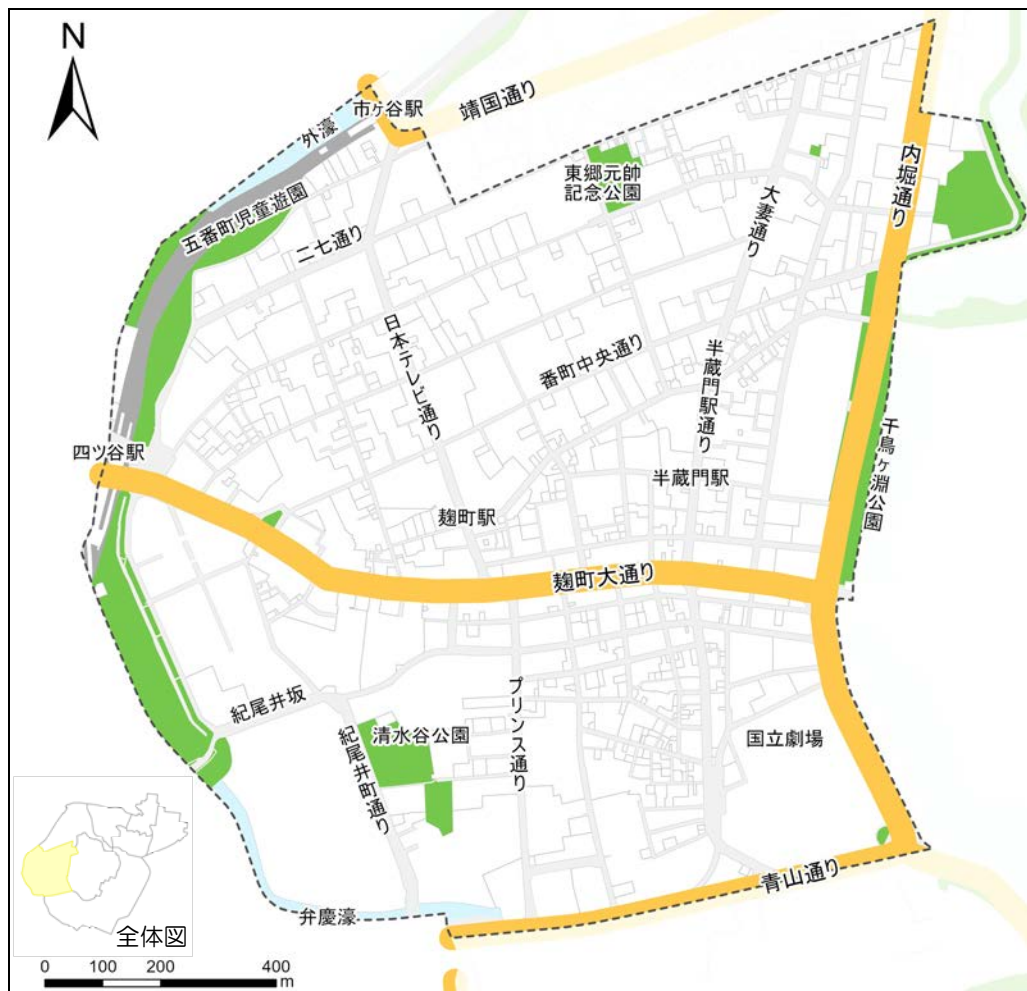 N
市ヶ谷駅
靖国通り
外濠
五番町児童遊園
二七通り
東郷元帥
記念公園
大妻通り
内堀通り
日本テレビ通り
番町中央通り
半蔵門駅通り
千鳥ヶ淵公園
四ツ谷駅
半蔵門駅
麹町駅
麹町大通り
紀尾井坂
清水谷公園
紀尾井町通り
プリンス通り
国立劇場
青山通り
弁慶濠
全体図
0 100 200 400
m